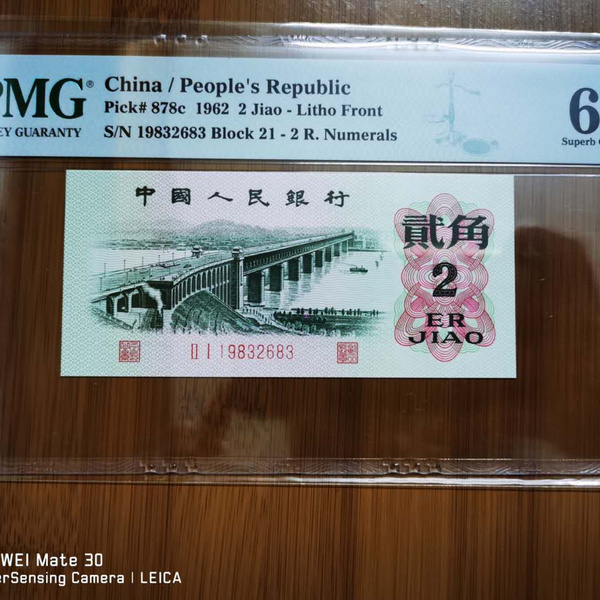 PMG®
EY GUARANTY
China / People's Republic
Pick# 878c 1962 2 Jiao - Litho Front
S/N 19832683 Block 21 - 2 R. Numerals
6
Superb
中國人民銀行
貳角
2
ER
JIAO
II I 19832683
WEI Mate 30
erSensing Camera | LEICA